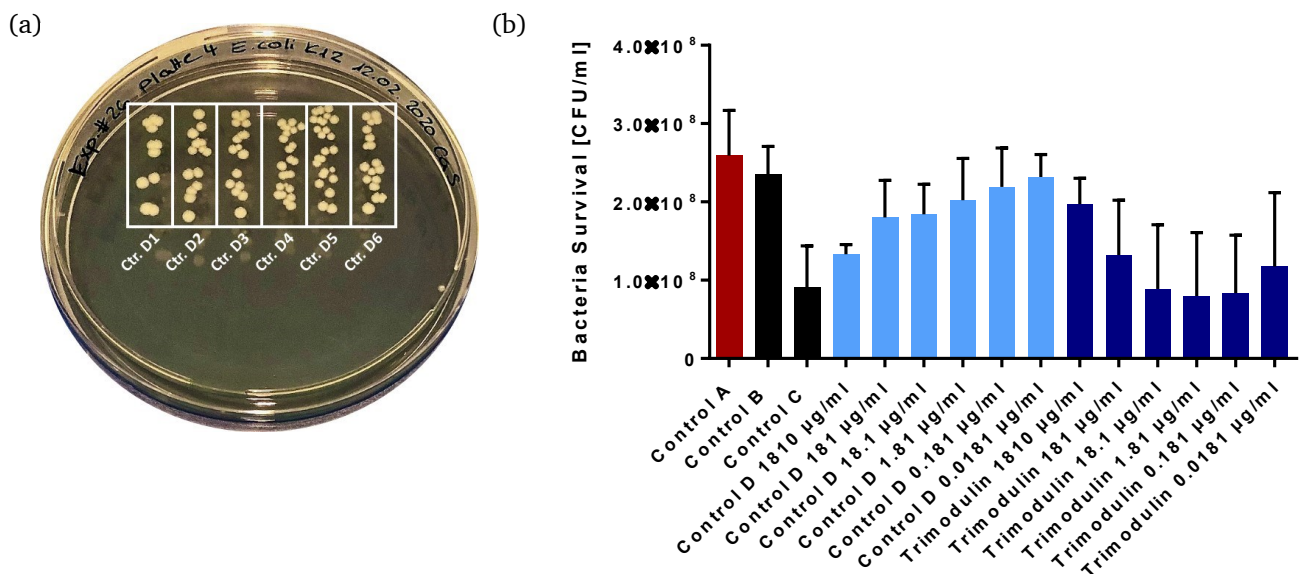 (a)
Exp.#26 Platte 4 E.coli K12 12.02.2020 CaS
Ctr. D1
Ctr. D2
Ctr. D3
Ctr. D4
Ctr. D5
Ctr. D6
(b)
Bacteria Survival [CFU/ml]
4.0×10⁸
3.0×10⁸
2.0×10⁸
1.0×10⁸
0
Control A
Control B
Control C
Control D 1810 µg/ml
Control D 181 µg/ml
Control D 18.1 µg/ml
Control D 1.81 µg/ml
Control D 0.181 µg/ml
Control D 0.0181 µg/ml
Trimodulin 1810 µg/ml
Trimodulin 181 µg/ml
Trimodulin 18.1 µg/ml
Trimodulin 1.81 µg/ml
Trimodulin 0.181 µg/ml
Trimodulin 0.0181 µg/ml